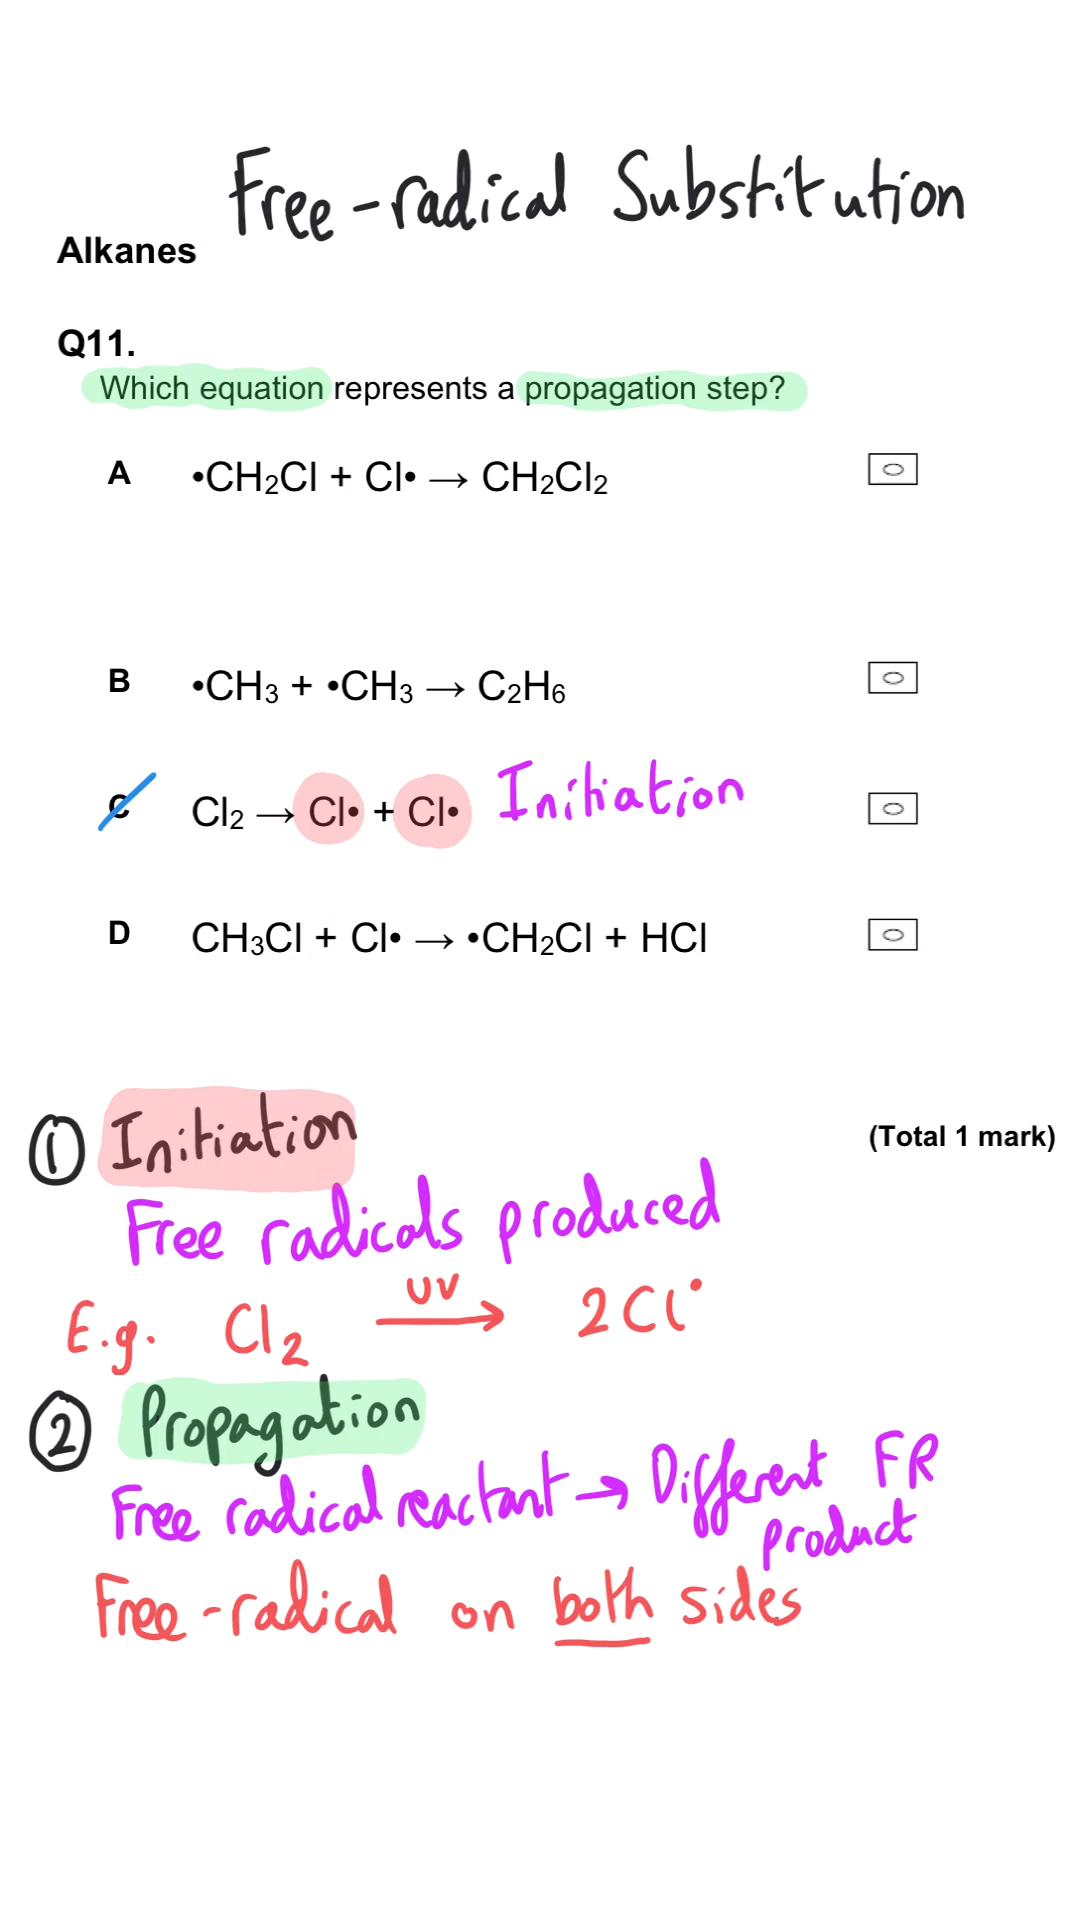 Free-radical Substitution
Alkanes
Q11.
Which equation represents a propagation step?
A •CH₂Cl + Cl• → CH₂Cl₂
B •CH₃ + •CH₃ → C₂H₆
C Cl₂ → Cl• + Cl• Initiation
D CH₃Cl + Cl• → •CH₂Cl + HCl
① Initiation
(Total 1 mark)
Free radicals produced
E.g. Cl₂ UV → 2Cl•
② Propagation
Free radical reactant → Different FR
product
Free-radical on both sides